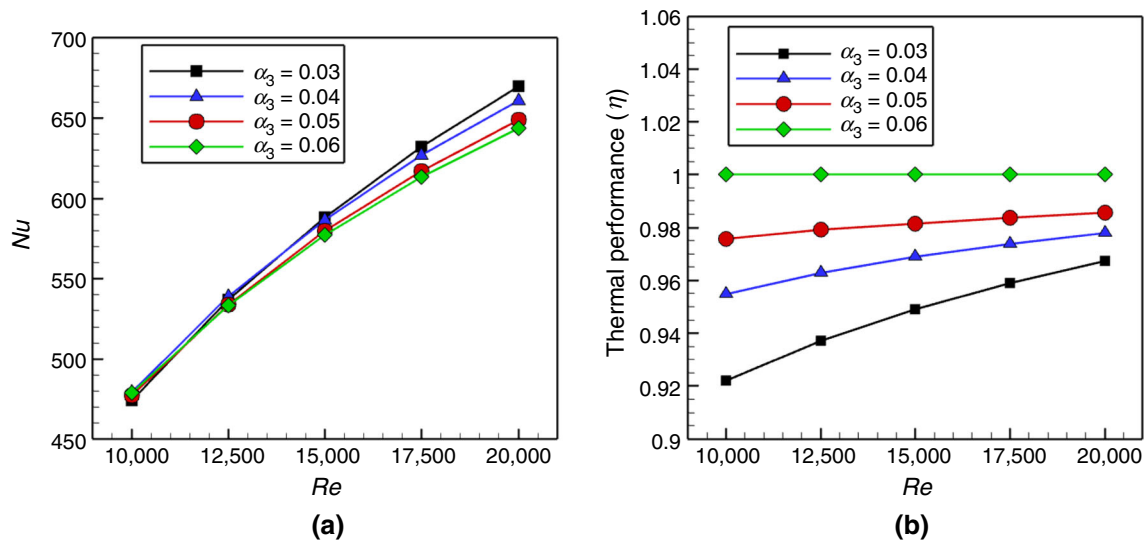 700
650
600
550
500
450
Nu
α3 = 0.03
α3 = 0.04
α3 = 0.05
α3 = 0.06
10,000 12,500 15,000 17,500 20,000
Re
(a)
1.06
1.04
1.02
1
0.98
0.96
0.94
0.92
0.9
Thermal performance (η)
α3 = 0.03
α3 = 0.04
α3 = 0.05
α3 = 0.06
10,000 12,500 15,000 17,500 20,000
Re
(b)